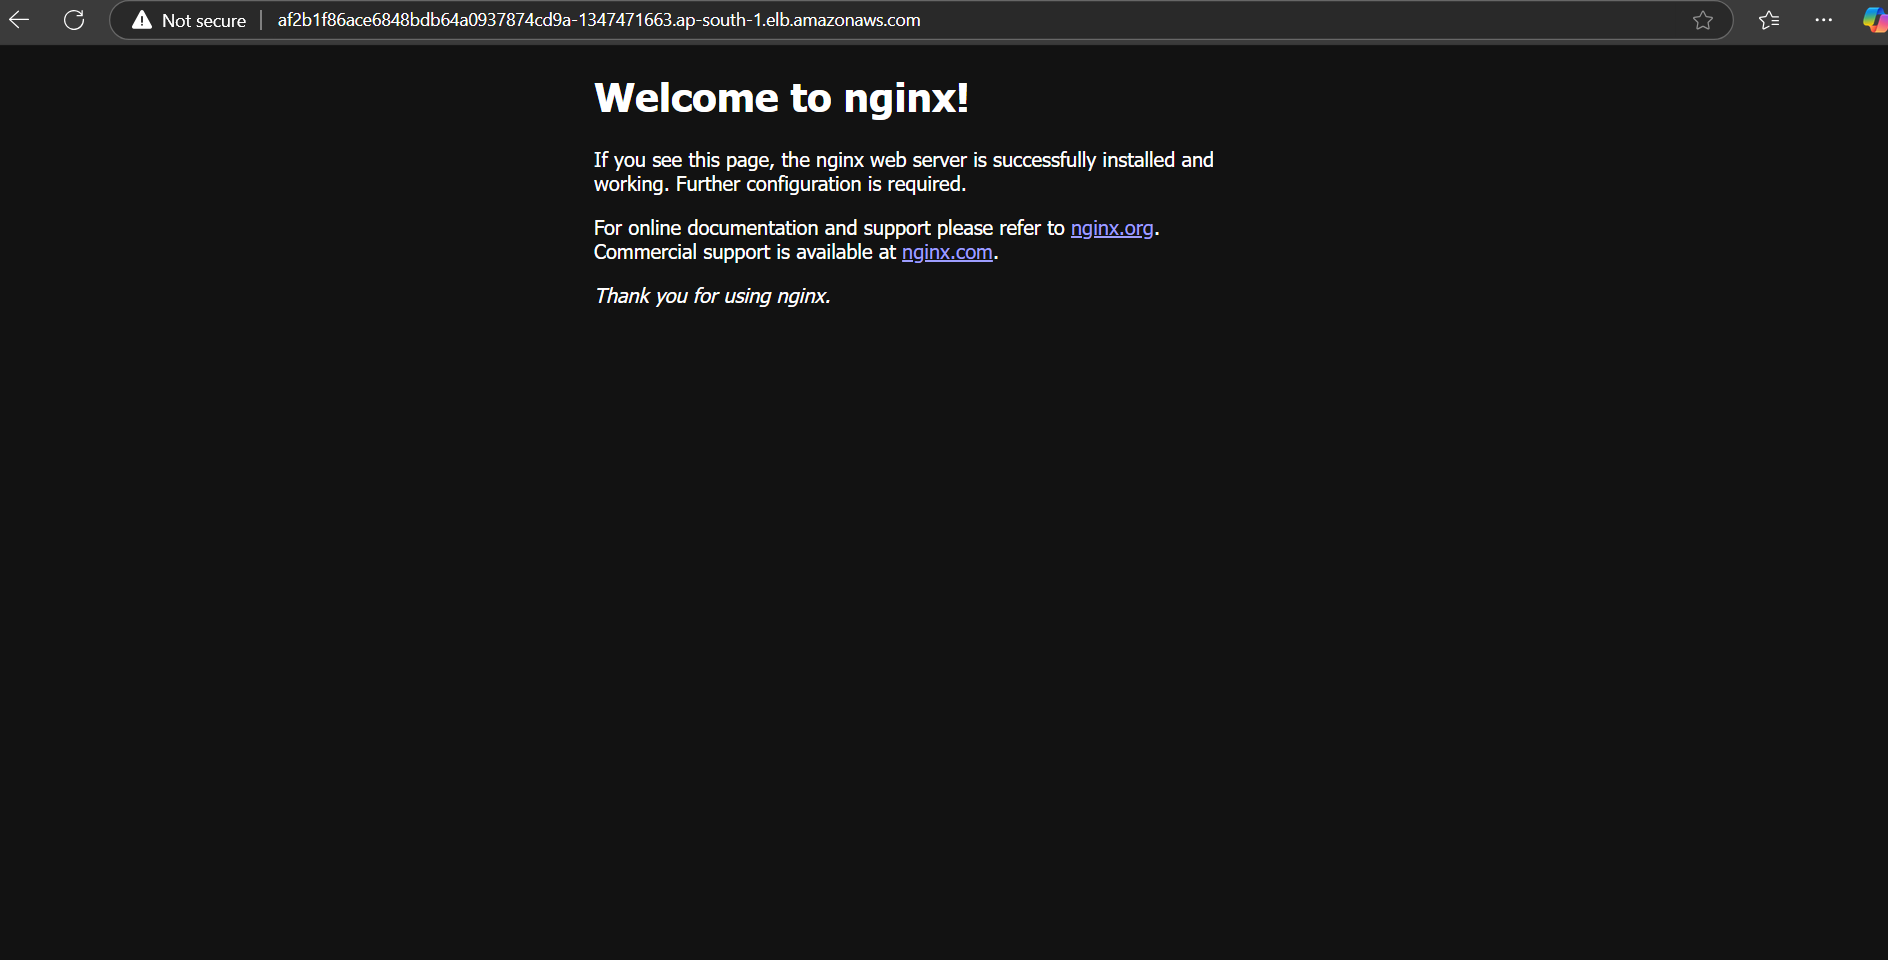 Not secure | af2b1f86ace6848bdb64a0937874cd9a-1347471663.ap-south-1.elb.amazonaws.com
Welcome to nginx!
If you see this page, the nginx web server is successfully installed and
working. Further configuration is required.
For online documentation and support please refer to nginx.org.
Commercial support is available at nginx.com.
Thank you for using nginx.